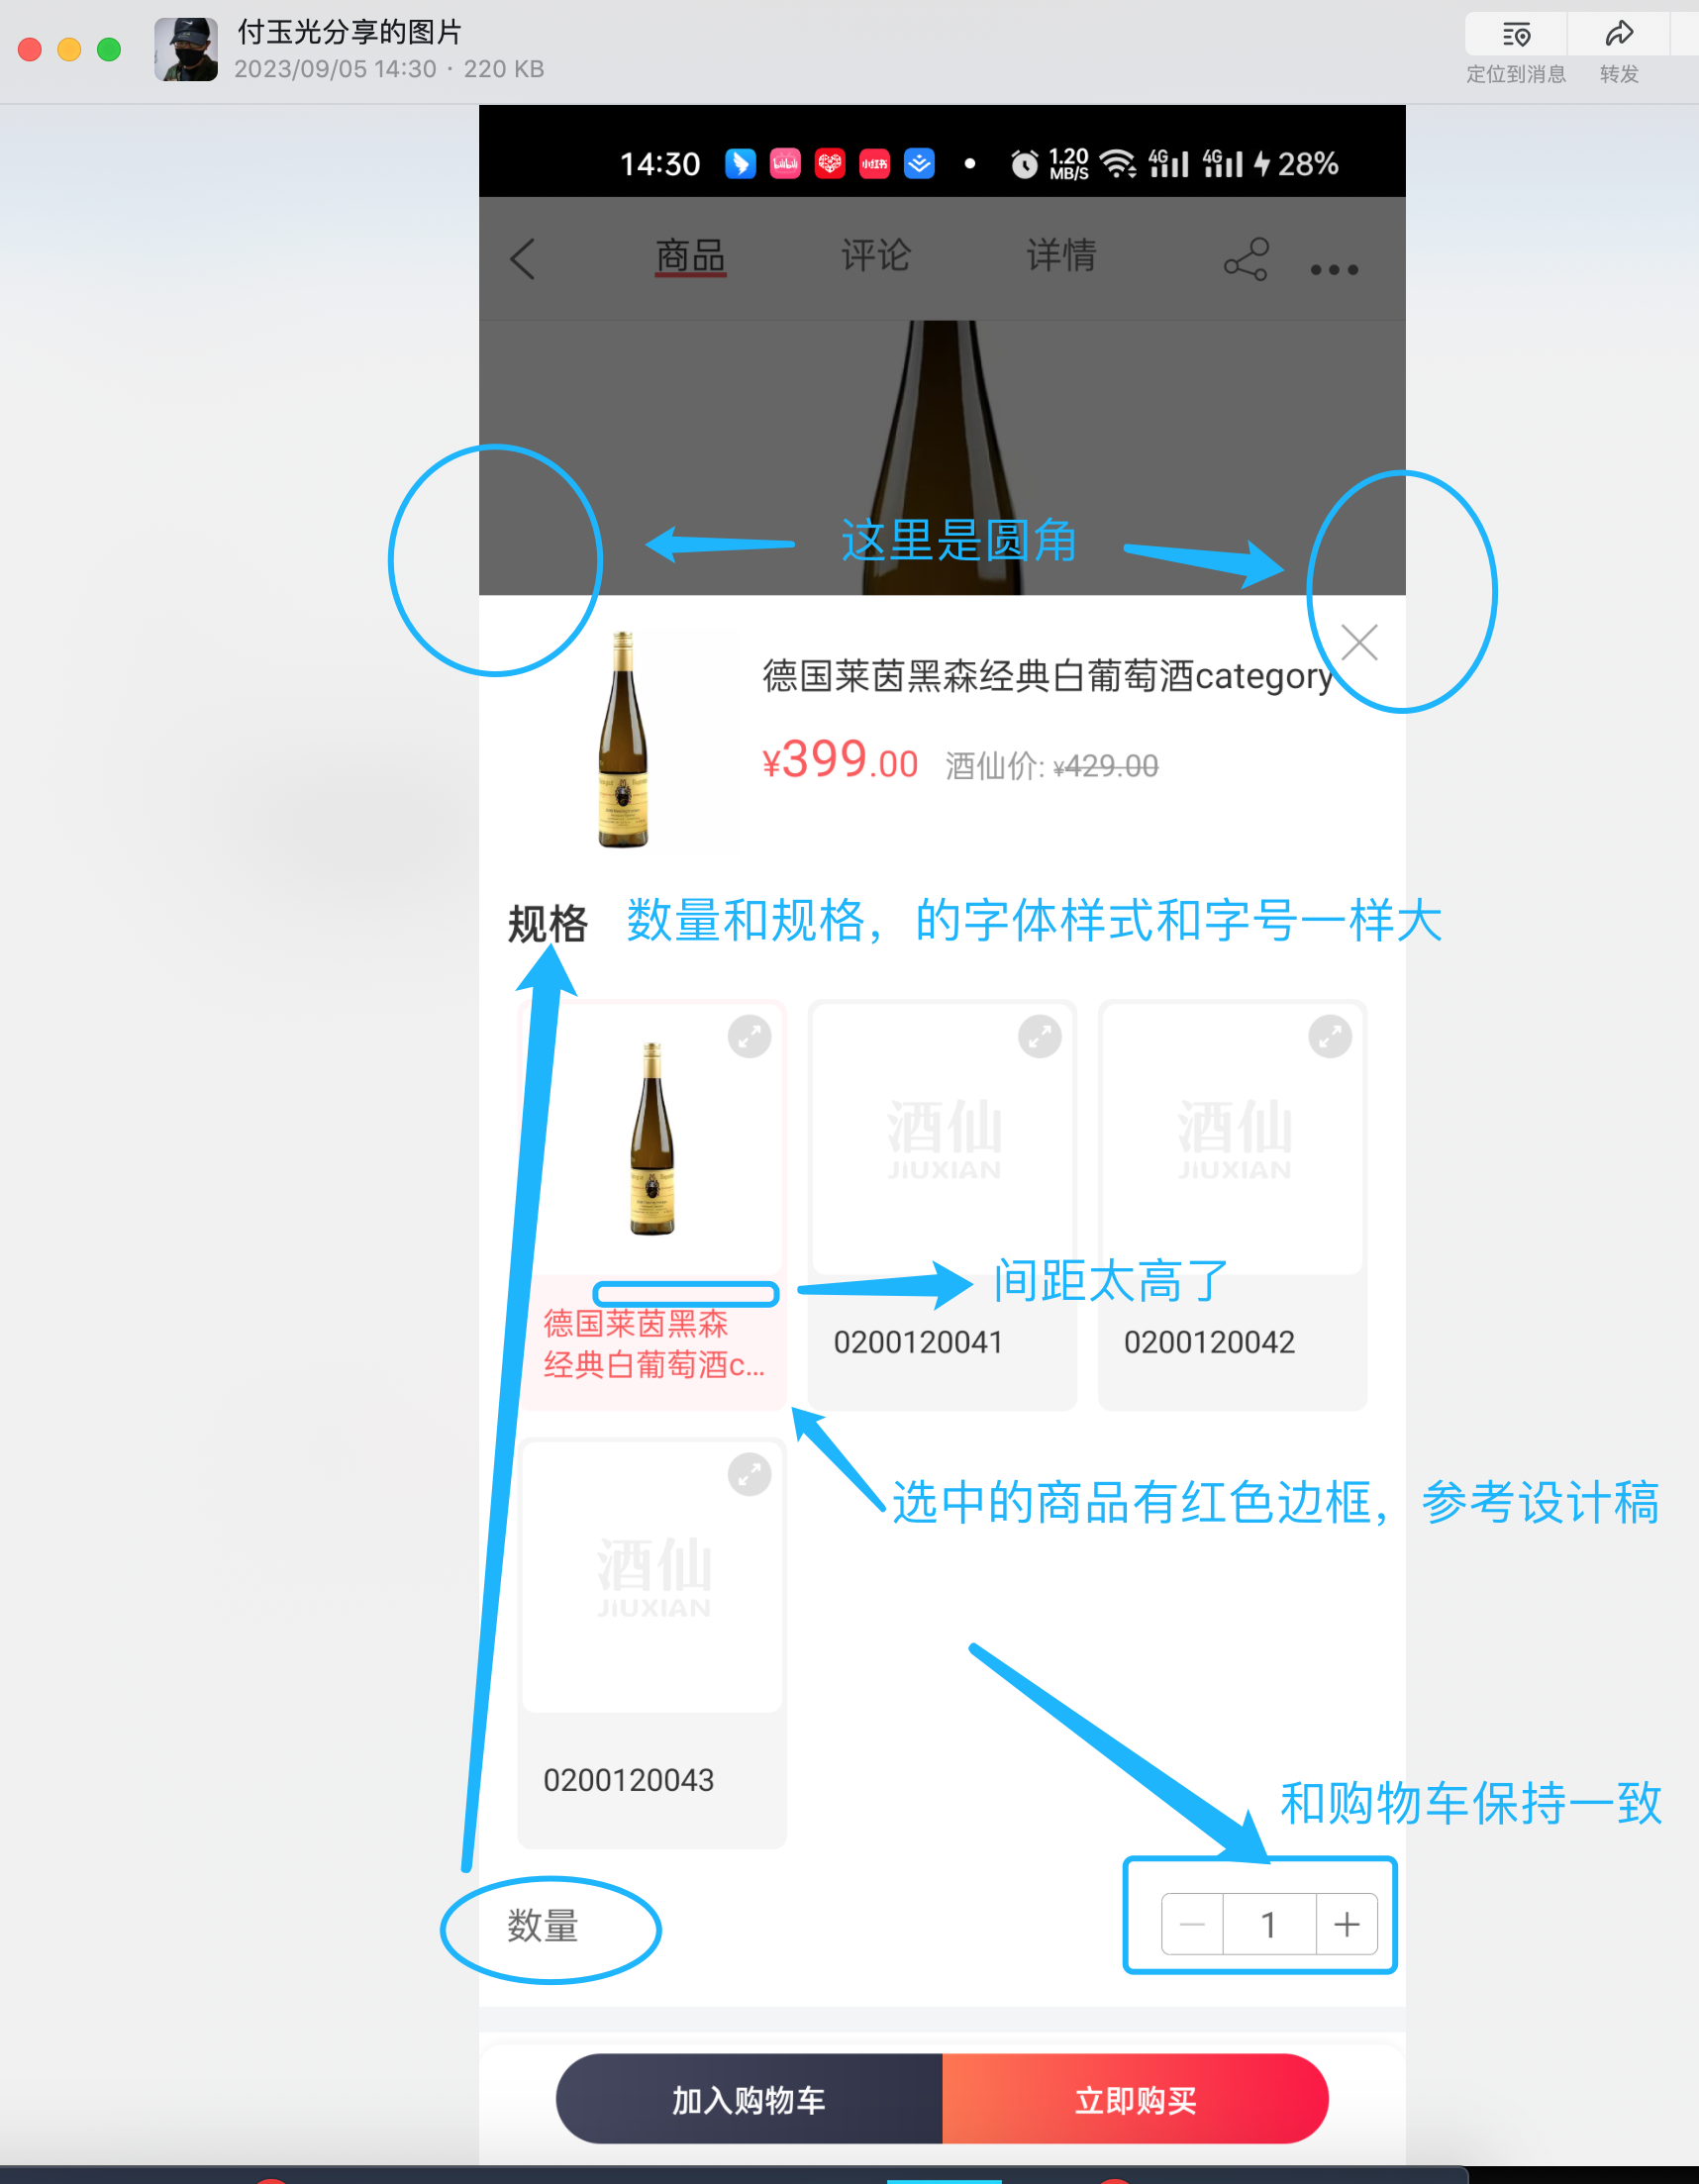 付玉光分享的图片
2023/09/05 14:30 · 220 KB
定位到消息 转发
14:30 bilibili 小红书 1.20 MB/S 4G 4G 28%
商品 评论 详情
这里是圆角
德国莱茵黑森经典白葡萄酒category
¥399.00 酒仙价: ¥429.00
规格 数量和规格，的字体样式和字号一样大
酒仙 酒仙
JIUXIAN JIUXIAN
间距太高了
德国莱茵黑森
经典白葡萄酒c...
0200120041 0200120042
选中的商品有红色边框，参考设计稿
酒仙
JIUXIAN
0200120043
和购物车保持一致
数量 1
加入购物车 立即购买